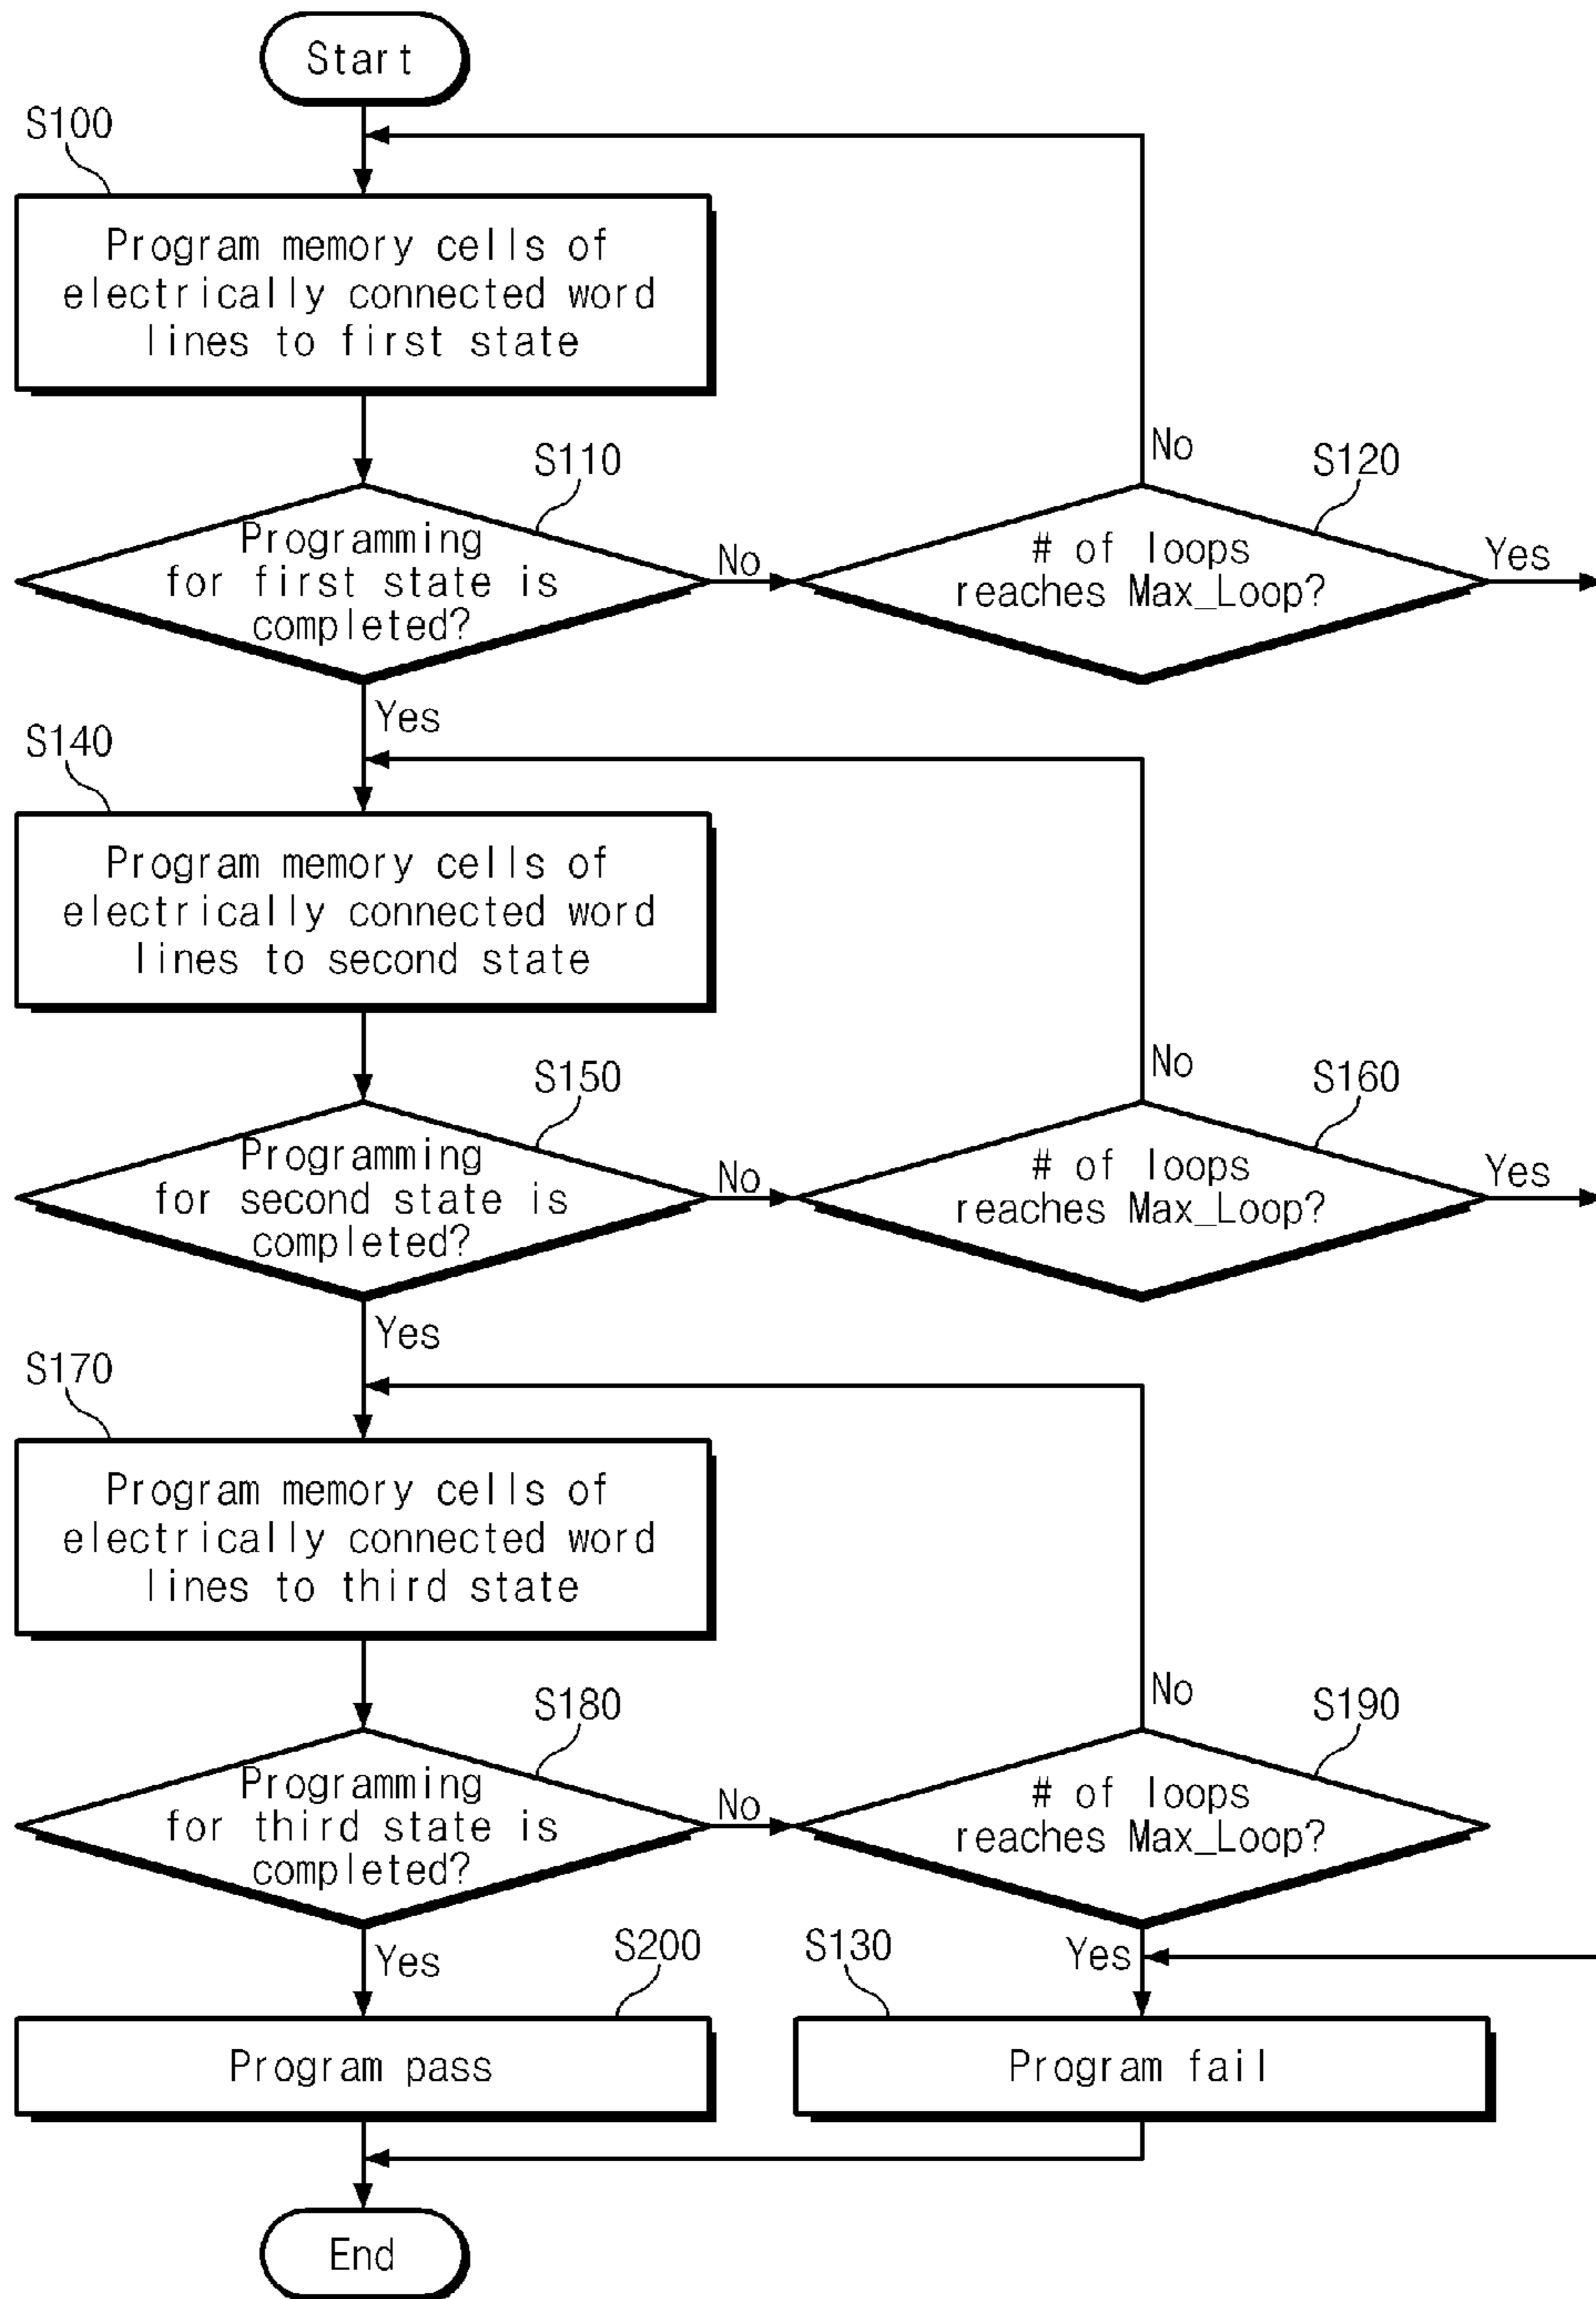 Start
S100
Program memory cells of
electrically connected word
lines to first state
S110
Programming
for first state is
completed?
No
No
S120
# of loops
reaches Max_Loop?
Yes
Yes
S140
Program memory cells of
electrically connected word
lines to second state
S150
Programming
for second state is
completed?
No
No
S160
# of loops
reaches Max_Loop?
Yes
Yes
S170
Program memory cells of
electrically connected word
lines to third state
S180
Programming
for third state is
completed?
No
No
S190
# of loops
reaches Max_Loop?
Yes
S200
Program pass
S130
Yes
Program fail
End